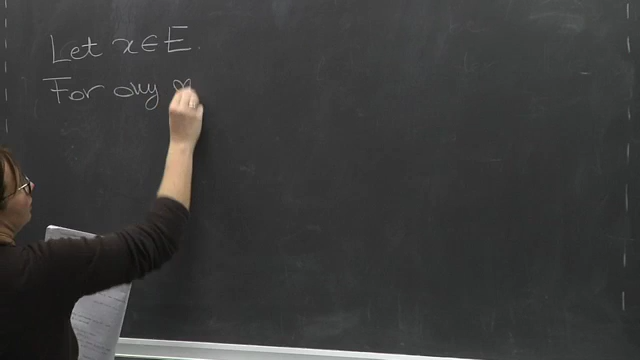 Let x ∈ E.
For any